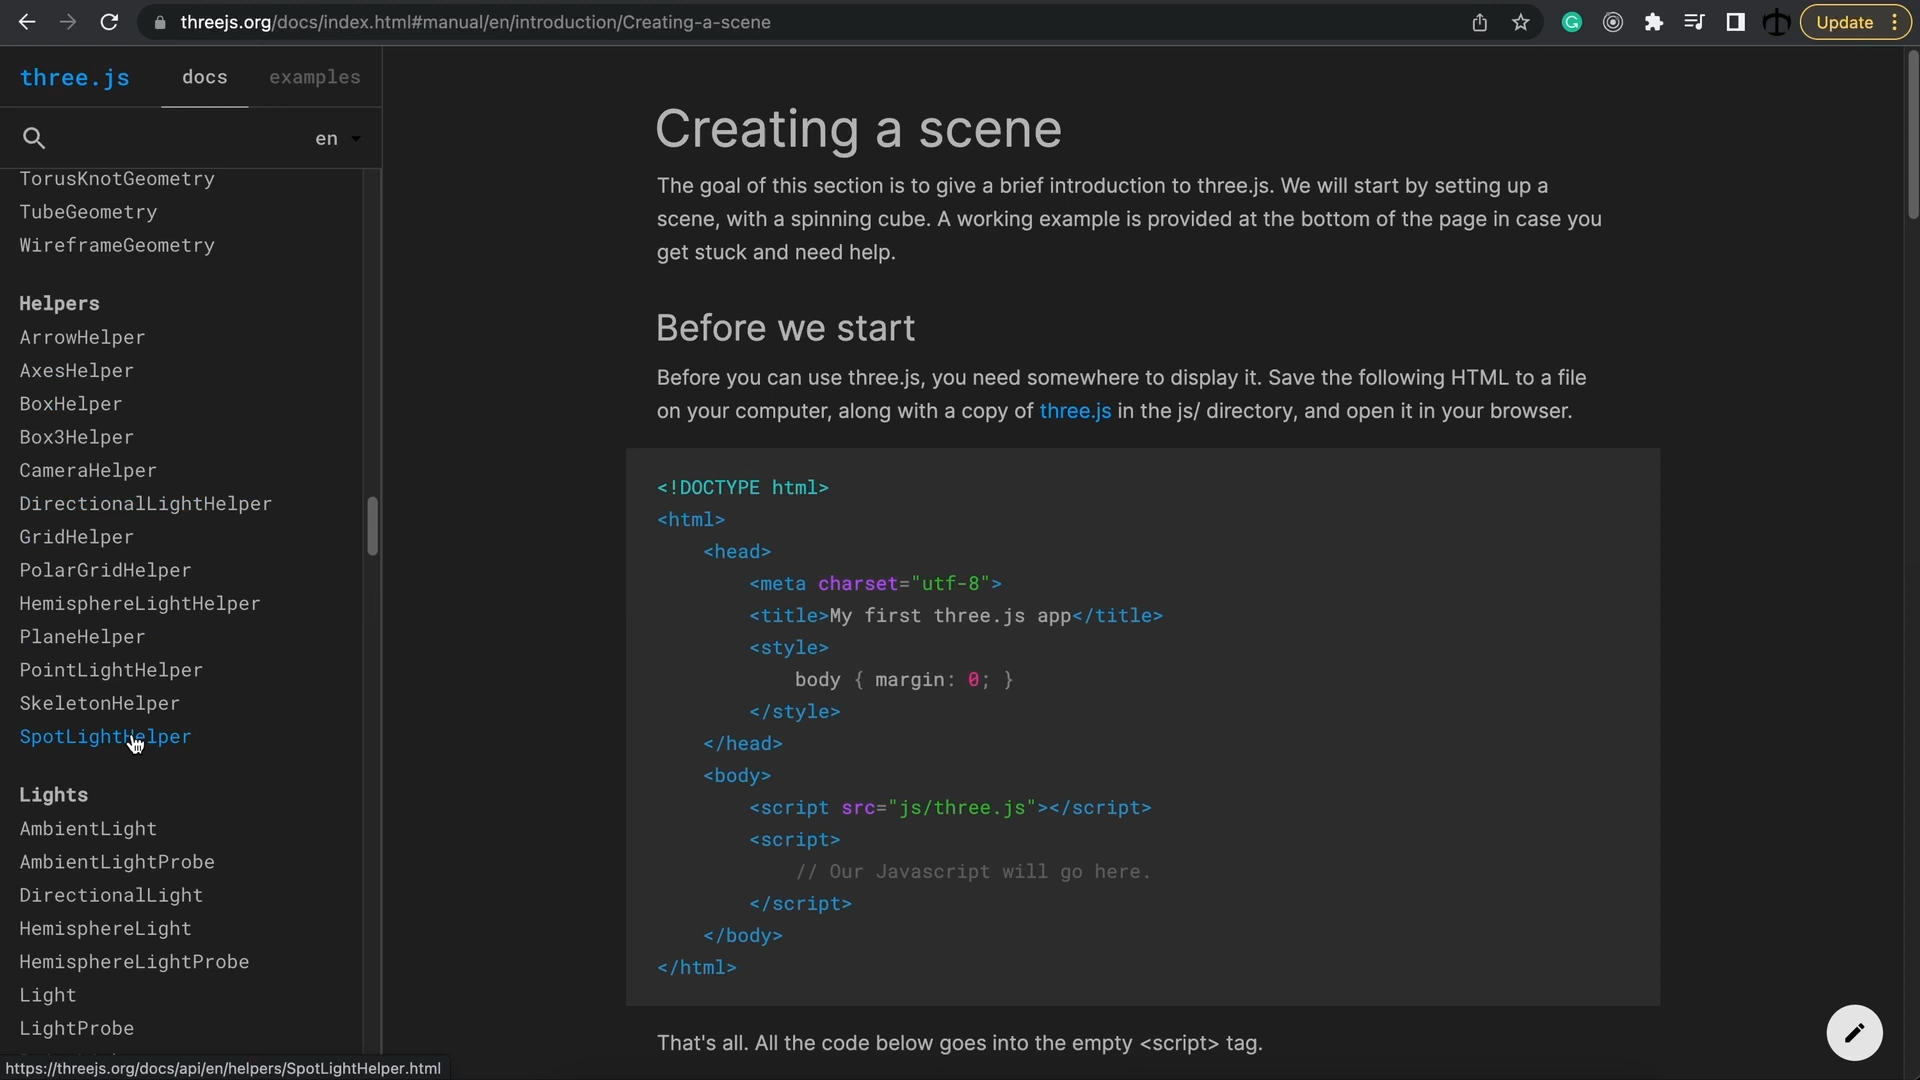 threejs.org/docs/index.html#manual/en/introduction/Creating-a-scene
Update
three.js
docs
examples
en
TorusKnotGeometry
TubeGeometry
WireframeGeometry
Helpers
ArrowHelper
AxesHelper
BoxHelper
Box3Helper
CameraHelper
DirectionalLightHelper
GridHelper
PolarGridHelper
HemisphereLightHelper
PlaneHelper
PointLightHelper
SkeletonHelper
SpotLightHelper
Lights
AmbientLight
AmbientLightProbe
DirectionalLight
HemisphereLight
HemisphereLightProbe
Light
LightProbe
https://threejs.org/docs/api/en/helpers/SpotLightHelper.html
Creating a scene
The goal of this section is to give a brief introduction to three.js. We will start by setting up a
scene, with a spinning cube. A working example is provided at the bottom of the page in case you
get stuck and need help.
Before we start
Before you can use three.js, you need somewhere to display it. Save the following HTML to a file
on your computer, along with a copy of three.js in the js/ directory, and open it in your browser.
<!DOCTYPE html>
<html>
<head>
<meta charset="utf-8">
<title>My first three.js app</title>
<style>
body { margin: 0; }
</style>
</head>
<body>
<script src="js/three.js"></script>
<script>
// Our Javascript will go here.
</script>
</body>
</html>
That's all. All the code below goes into the empty <script> tag.